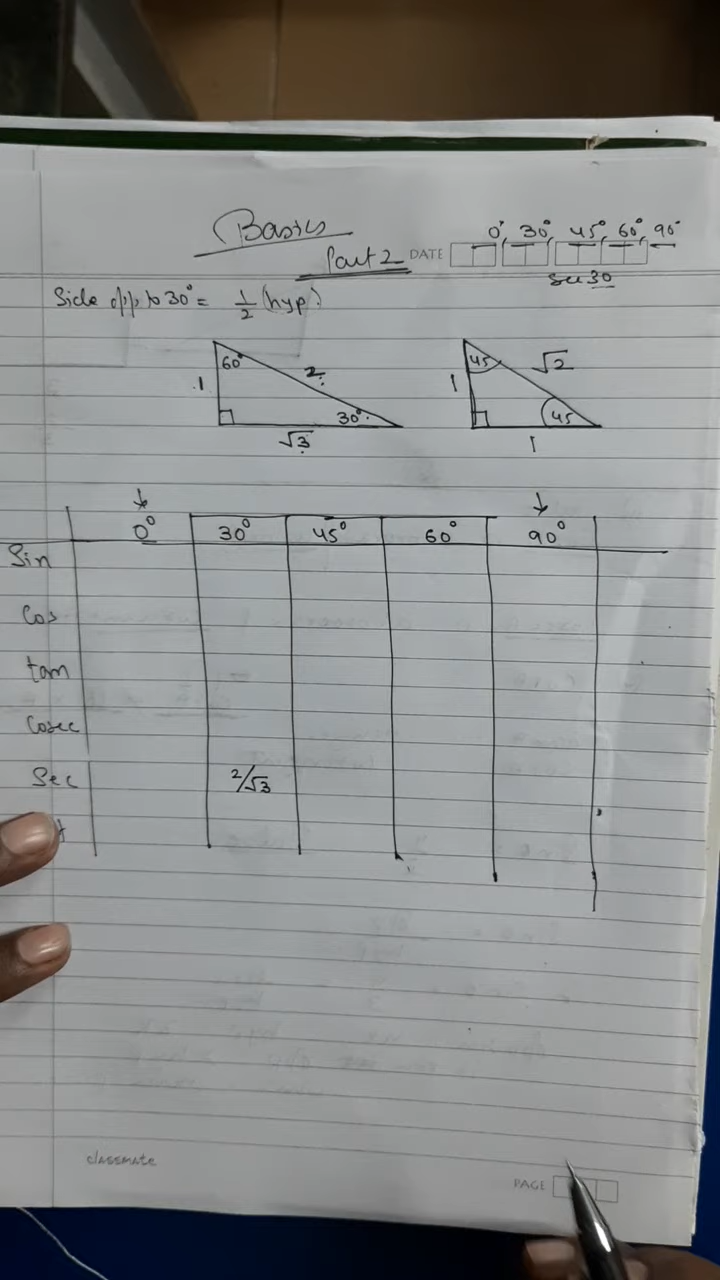 Basics
0°, 30°, 45°, 60°, 90°
Part 2 DATE
sec 30
Side opp to 30° = 1/2 (hyp)
60° 2 45 √2
1 1
30° 45
√3 1
0° 30° 45° 60° 90°
Sin
Cos
tan
Cosec
Sec 2/√3
classmate
PAGE